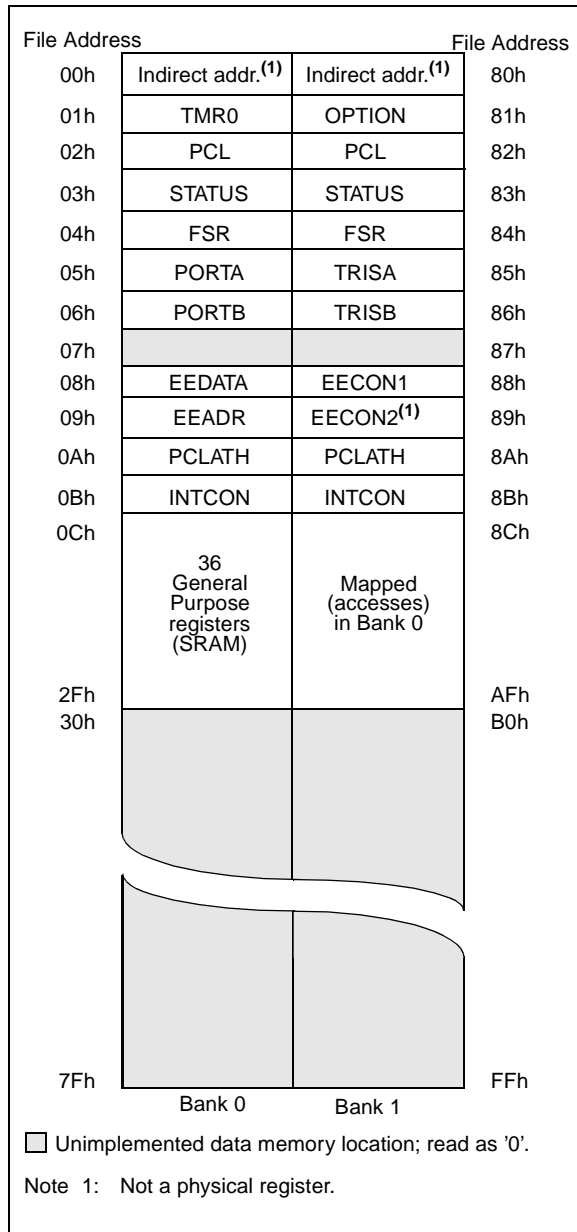 File Address
File Address
00h Indirect addr.(1) Indirect addr.(1) 80h
01h TMR0 OPTION 81h
02h PCL PCL 82h
03h STATUS STATUS 83h
04h FSR FSR 84h
05h PORTA TRISA 85h
06h PORTB TRISB 86h
07h 87h
08h EEDATA EECON1 88h
09h EEADR EECON2(1) 89h
0Ah PCLATH PCLATH 8Ah
0Bh INTCON INTCON 8Bh
0Ch 8Ch
36
General
Purpose
registers
(SRAM)
Mapped
(accesses)
in Bank 0
2Fh AFh
30h B0h
7Fh FFh
Bank 0 Bank 1
Unimplemented data memory location; read as '0'.
Note 1: Not a physical register.